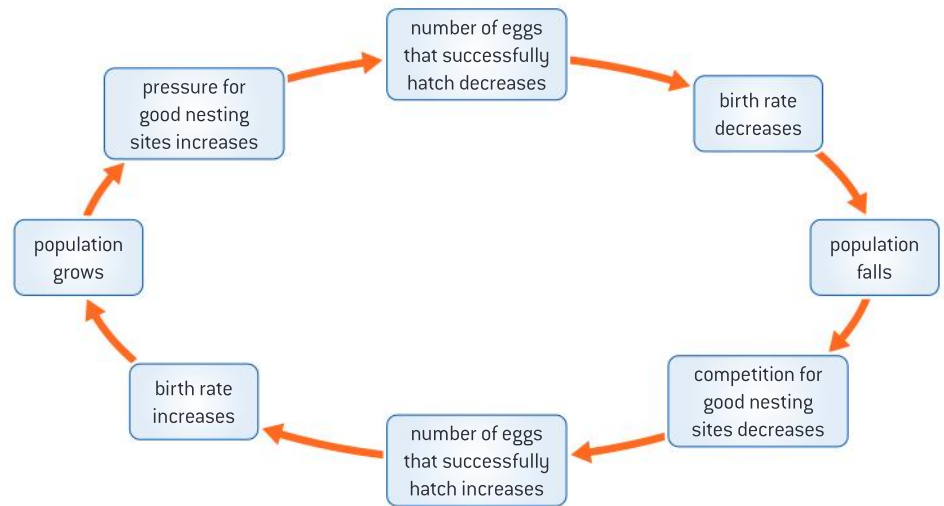 number of eggs
that successfully
hatch decreases
pressure for
good nesting
sites increases
birth rate
decreases
population
grows
population
falls
birth rate
increases
competition for
good nesting
sites decreases
number of eggs
that successfully
hatch increases